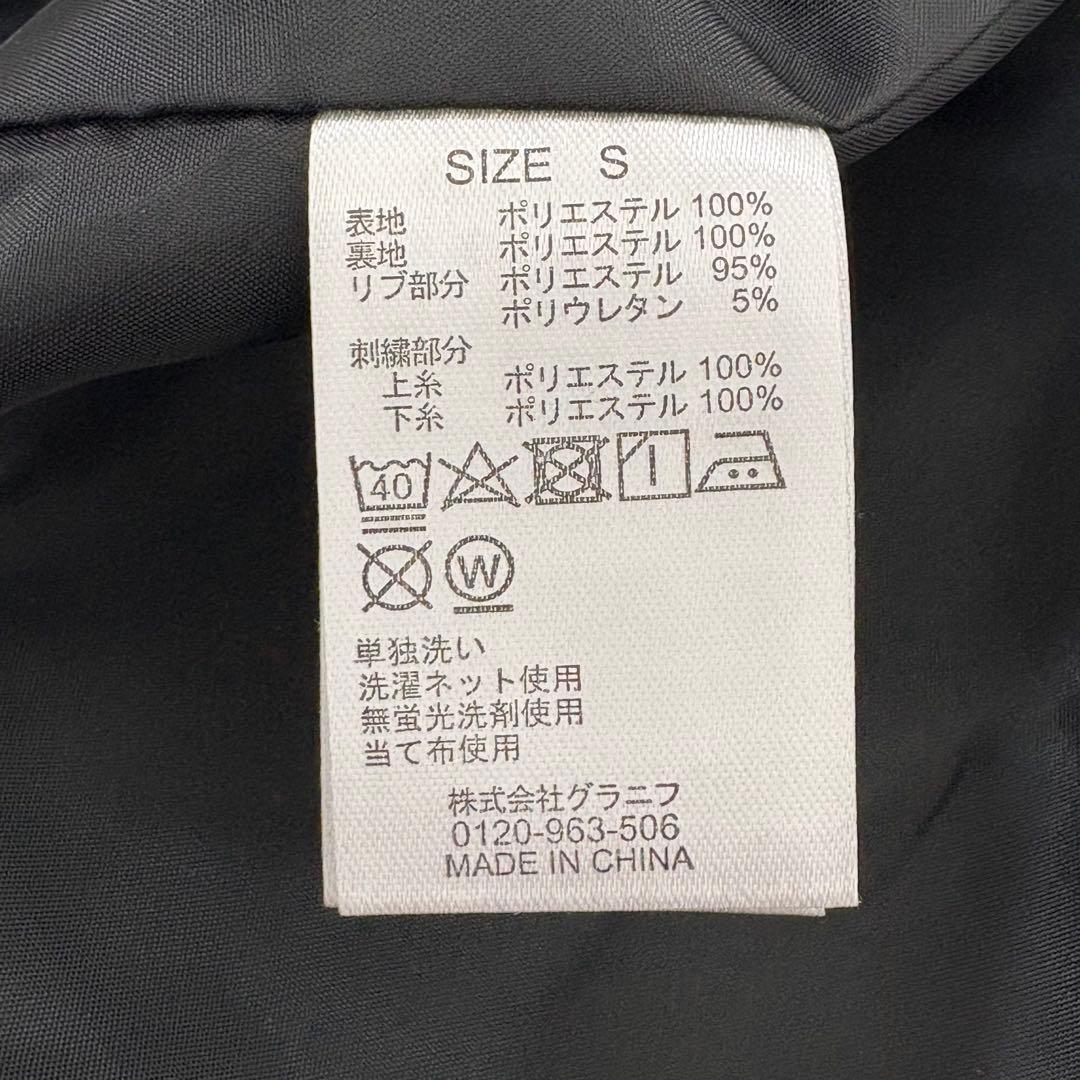 SIZE S
表地 ポリエステル 100%
裏地 ポリエステル 100%
リブ部分 ポリエステル 95%
ポリウレタン 5%
刺繍部分
上糸 ポリエステル 100%
下糸 ポリエステル 100%
40
W
単独洗い
洗濯ネット使用
無蛍光洗剤使用
当て布使用
株式会社グラニフ
0120-963-506
MADE IN CHINA